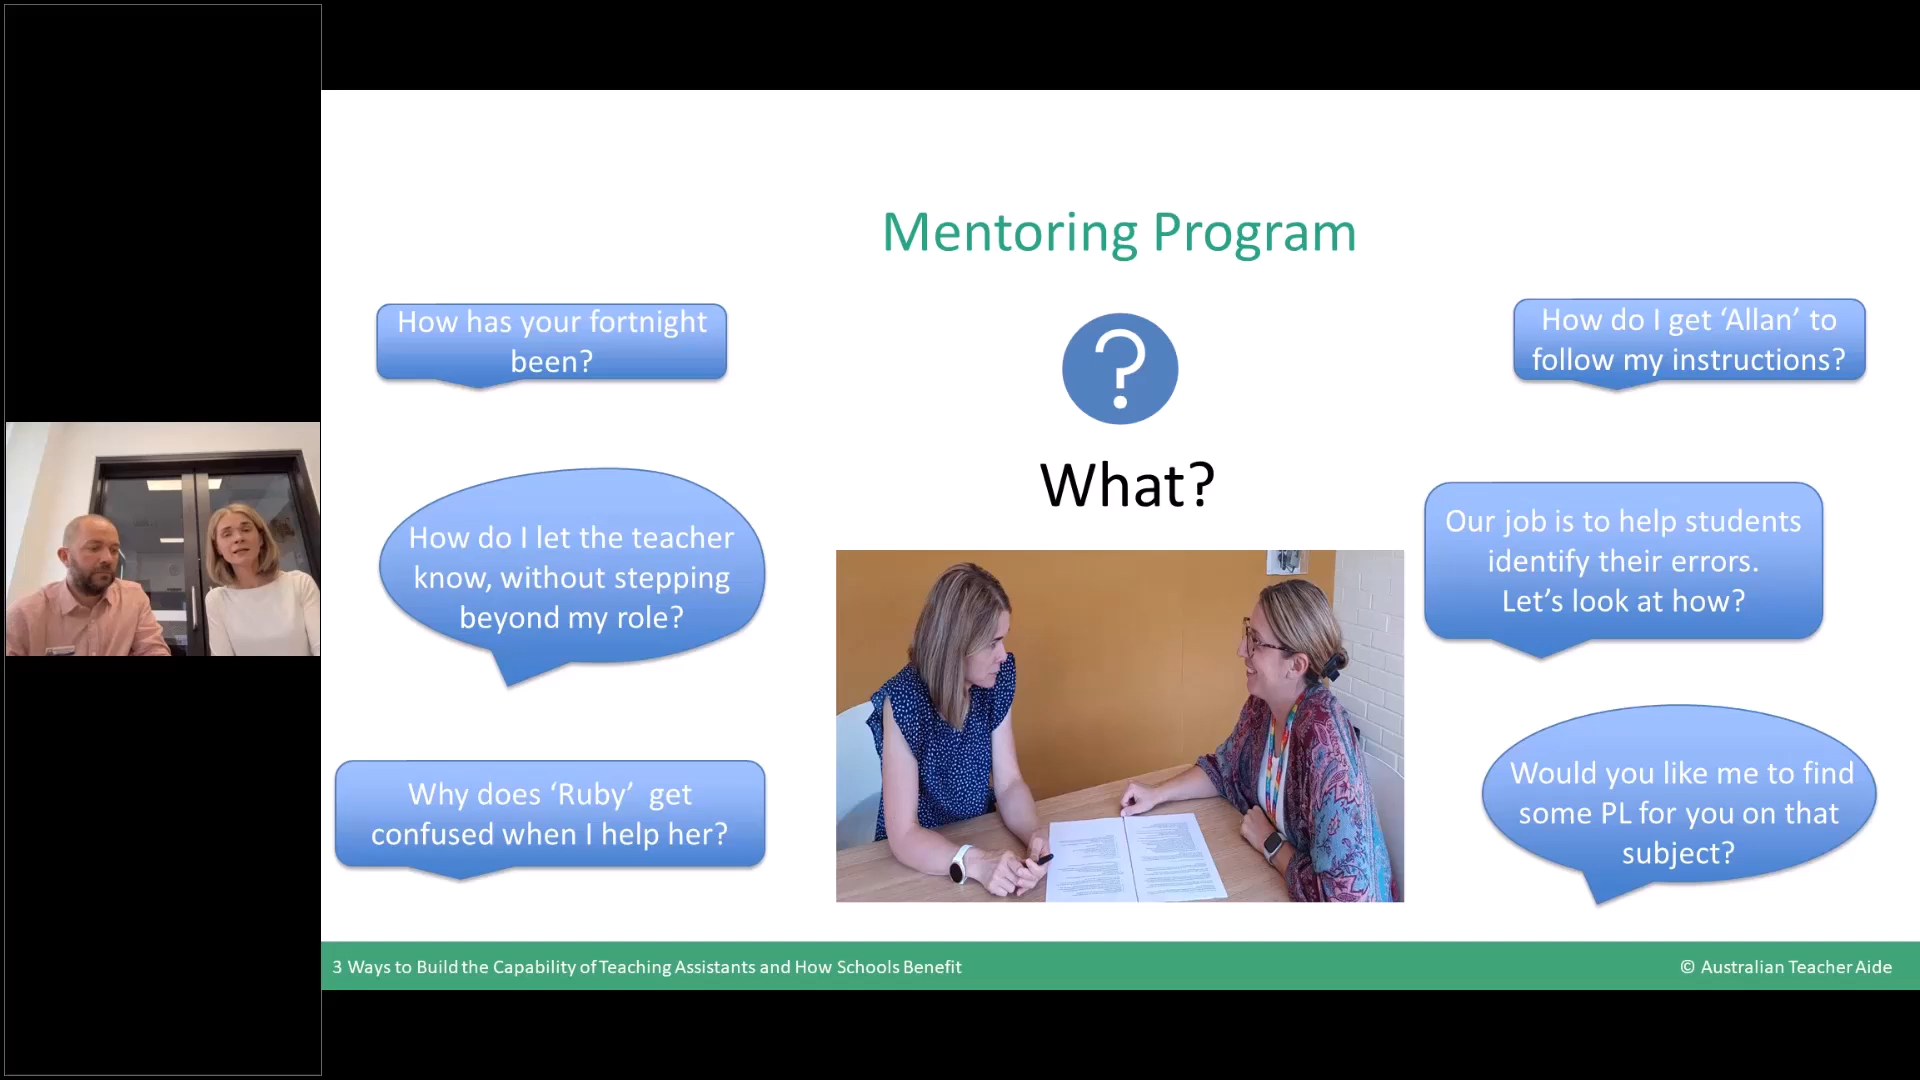 Mentoring Program
How has your fortnight
been?
How do I let the teacher
know, without stepping
beyond my role?
Why does ‘Ruby’ get
confused when I help her?
?
What?
How do I get ‘Allan’ to
follow my instructions?
Our job is to help students
identify their errors.
Let’s look at how?
Would you like me to find
some PL for you on that
subject?
3 Ways to Build the Capability of Teaching Assistants and How Schools Benefit
© Australian Teacher Aide